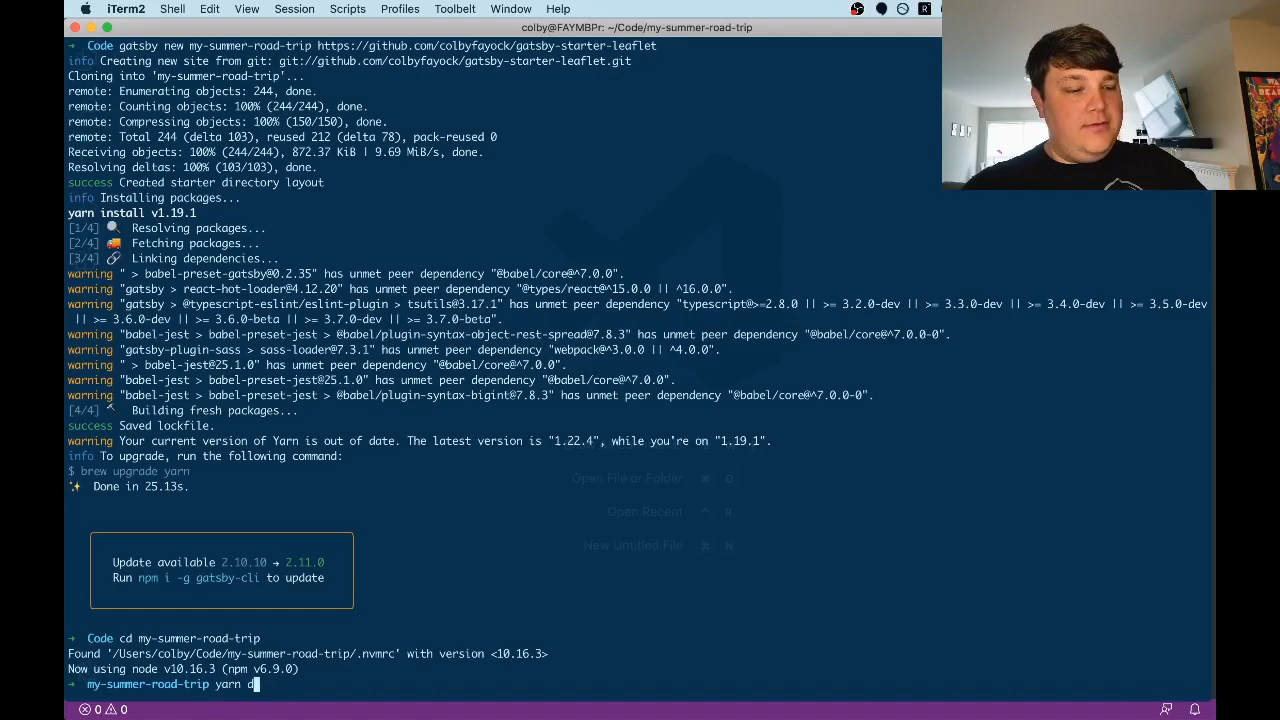 iTerm2 Shell Edit View Session Scripts Profiles Toolbelt Window Help
colby@FAYMBPr: ~/Code/my-summer-road-trip
→ Code gatsby new my-summer-road-trip https://github.com/colbyfayock/gatsby-starter-leaflet
info Creating new site from git: git://github.com/colbyfayock/gatsby-starter-leaflet.git
Cloning into 'my-summer-road-trip'...
remote: Enumerating objects: 244, done.
remote: Counting objects: 100% (244/244), done.
remote: Compressing objects: 100% (150/150), done.
remote: Total 244 (delta 103), reused 212 (delta 78), pack-reused 0
Receiving objects: 100% (244/244), 872.37 KiB | 9.69 MiB/s, done.
Resolving deltas: 100% (103/103), done.
success Created starter directory layout
info Installing packages...
yarn install v1.19.1
[1/4] 🔍 Resolving packages...
[2/4] 🚚 Fetching packages...
[3/4] 🔗 Linking dependencies...
warning " > babel-preset-gatsby@0.2.35" has unmet peer dependency "@babel/core@^7.0.0".
warning "gatsby > react-hot-loader@4.12.20" has unmet peer dependency "@types/react@^15.0.0 || ^16.0.0".
warning "gatsby > @typescript-eslint/eslint-plugin > tsutils@3.17.1" has unmet peer dependency "typescript@>=2.8.0 || >= 3.2.0-dev || >= 3.3.0-dev || >= 3.4.0-dev || >= 3.5.0-dev
|| >= 3.6.0-dev || >= 3.6.0-beta || >= 3.7.0-dev || >= 3.7.0-beta".
warning "babel-jest > babel-preset-jest > @babel/plugin-syntax-object-rest-spread@7.8.3" has unmet peer dependency "@babel/core@^7.0.0-0".
warning "gatsby-plugin-sass > sass-loader@7.3.1" has unmet peer dependency "webpack@^3.0.0 || ^4.0.0".
warning " > babel-jest@25.1.0" has unmet peer dependency "@babel/core@^7.0.0".
warning "babel-jest > babel-preset-jest@25.1.0" has unmet peer dependency "@babel/core@^7.0.0".
warning "babel-jest > babel-preset-jest > @babel/plugin-syntax-bigint@7.8.3" has unmet peer dependency "@babel/core@^7.0.0-0".
[4/4] 🔨 Building fresh packages...
success Saved lockfile.
warning Your current version of Yarn is out of date. The latest version is "1.22.4", while you're on "1.19.1".
info To upgrade, run the following command:
$ brew upgrade yarn
✨ Done in 25.13s.
Open File or Folder ⌘ O
Open Recent ^ R
New Untitled File ⌘ N
Update available 2.10.10 → 2.11.0
Run npm i -g gatsby-cli to update
→ Code cd my-summer-road-trip
Found '/Users/colby/Code/my-summer-road-trip/.nvmrc' with version <10.16.3>
Now using node v10.16.3 (npm v6.9.0)
→ my-summer-road-trip yarn d
0 0